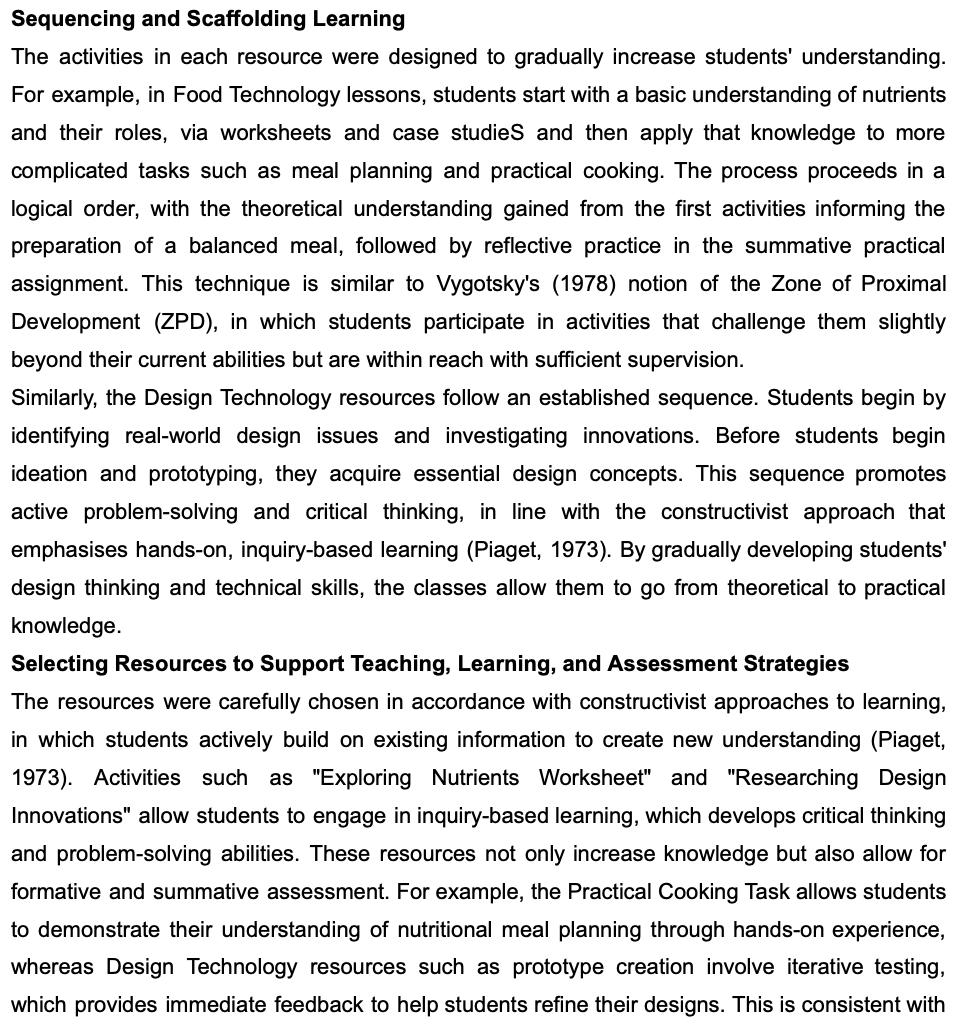 Sequencing and Scaffolding Learning
The activities in each resource were designed to gradually increase students' understanding.
For example, in Food Technology lessons, students start with a basic understanding of nutrients
and their roles, via worksheets and case studieS and then apply that knowledge to more
complicated tasks such as meal planning and practical cooking. The process proceeds in a
logical order, with the theoretical understanding gained from the first activities informing the
preparation of a balanced meal, followed by reflective practice in the summative practical
assignment. This technique is similar to Vygotsky's (1978) notion of the Zone of Proximal
Development (ZPD), in which students participate in activities that challenge them slightly
beyond their current abilities but are within reach with sufficient supervision.
Similarly, the Design Technology resources follow an established sequence. Students begin by
identifying real-world design issues and investigating innovations. Before students begin
ideation and prototyping, they acquire essential design concepts. This sequence promotes
active problem-solving and critical thinking, in line with the constructivist approach that
emphasises hands-on, inquiry-based learning (Piaget, 1973). By gradually developing students'
design thinking and technical skills, the classes allow them to go from theoretical to practical
knowledge.
Selecting Resources to Support Teaching, Learning, and Assessment Strategies
The resources were carefully chosen in accordance with constructivist approaches to learning,
in which students actively build on existing information to create new understanding (Piaget,
1973). Activities such as "Exploring Nutrients Worksheet" and "Researching Design
Innovations" allow students to engage in inquiry-based learning, which develops critical thinking
and problem-solving abilities. These resources not only increase knowledge but also allow for
formative and summative assessment. For example, the Practical Cooking Task allows students
to demonstrate their understanding of nutritional meal planning through hands-on experience,
whereas Design Technology resources such as prototype creation involve iterative testing,
which provides immediate feedback to help students refine their designs. This is consistent with